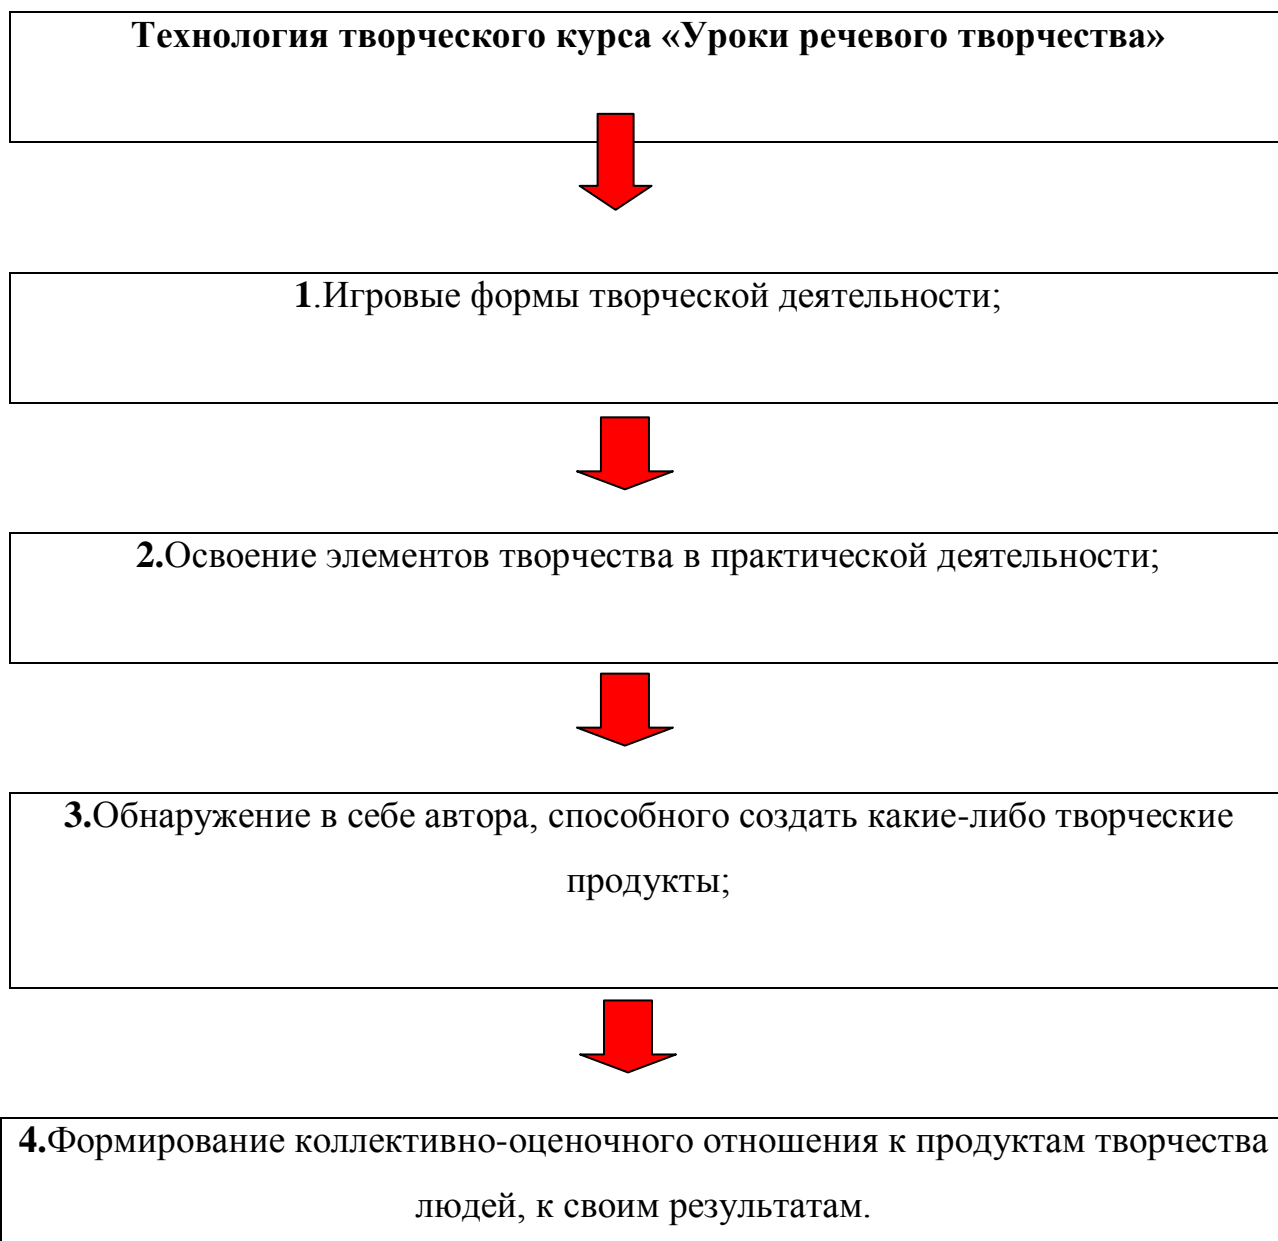 Технология творческого курса «Уроки речевого творчества»
1.Игровые формы творческой деятельности;
2.Освоение элементов творчества в практической деятельности;
3.Обнаружение в себе автора, способного создать какие-либо творческие
продукты;
4.Формирование коллективно-оценочного отношения к продуктам творчества
людей, к своим результатам.